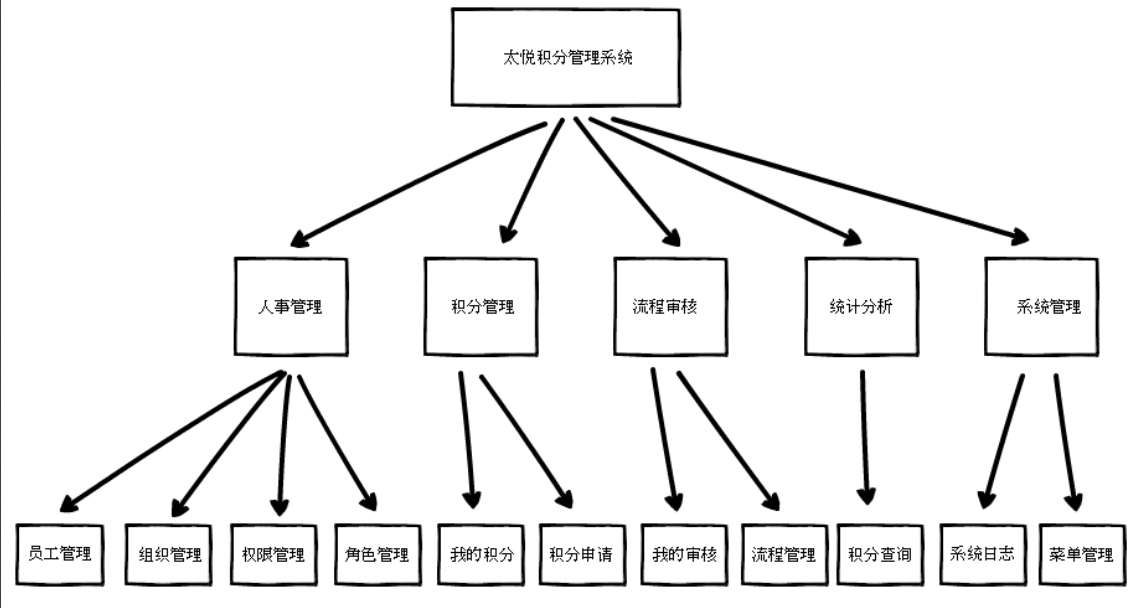 太悦积分管理系统
人事管理
积分管理
流程审核
统计分析
系统管理
员工管理
组织管理
权限管理
角色管理
我的积分
积分申请
我的审核
流程管理
积分查询
系统日志
菜单管理